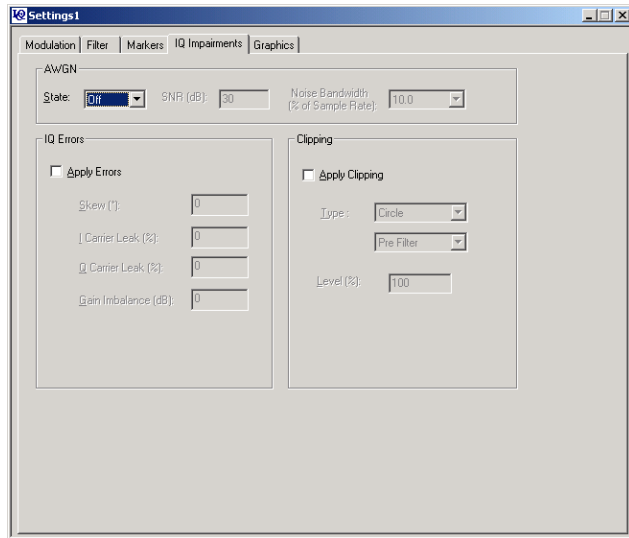 IQ Settings1
Modulation Filter Markers IQ Impairments Graphics
AWGN
State: Off SNR (dB): 30 Noise Bandwidth (% of Sample Rate): 10.0
IQ Errors
Apply Errors
Skew (°): 0
I Carrier Leak (%): 0
Q Carrier Leak (%): 0
Gain Imbalance (dB): 0
Clipping
Apply Clipping
Type : Circle
Pre Filter
Level (%): 100